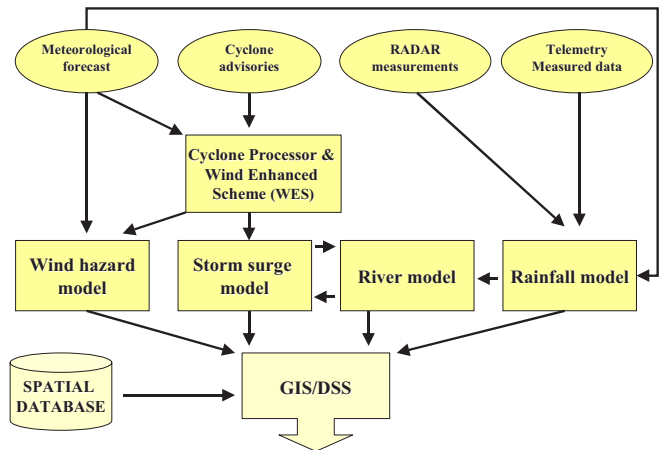 Meteorological
forecast
Cyclone
advisories
RADAR
measurements
Telemetry
Measured data
Cyclone Processor &
Wind Enhanced
Scheme (WES)
Wind hazard
model
Storm surge
model
River model
Rainfall model
SPATIAL
DATABASE
GIS/DSS